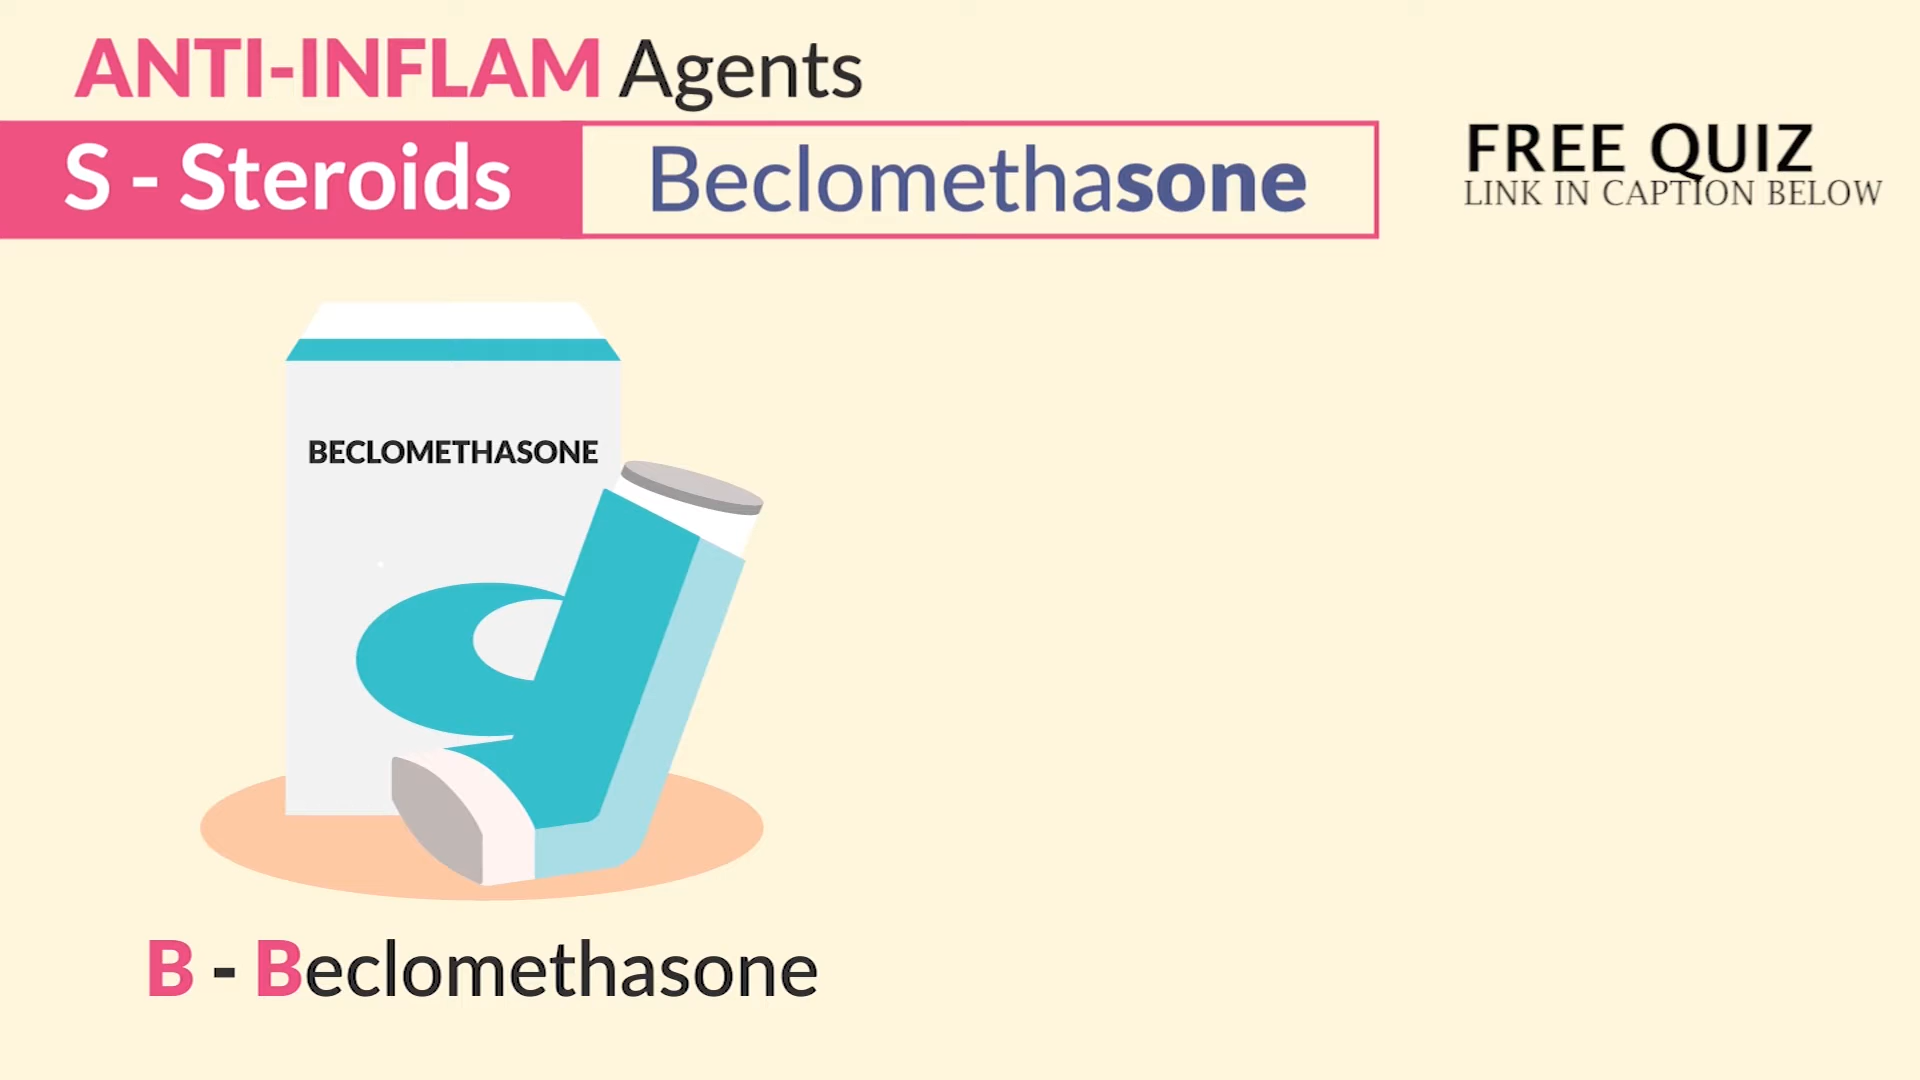 ANTI-INFLAM Agents
S - Steroids Beclomethasone
FREE QUIZ
LINK IN CAPTION BELOW
BECLOMETHASONE
B - Beclomethasone